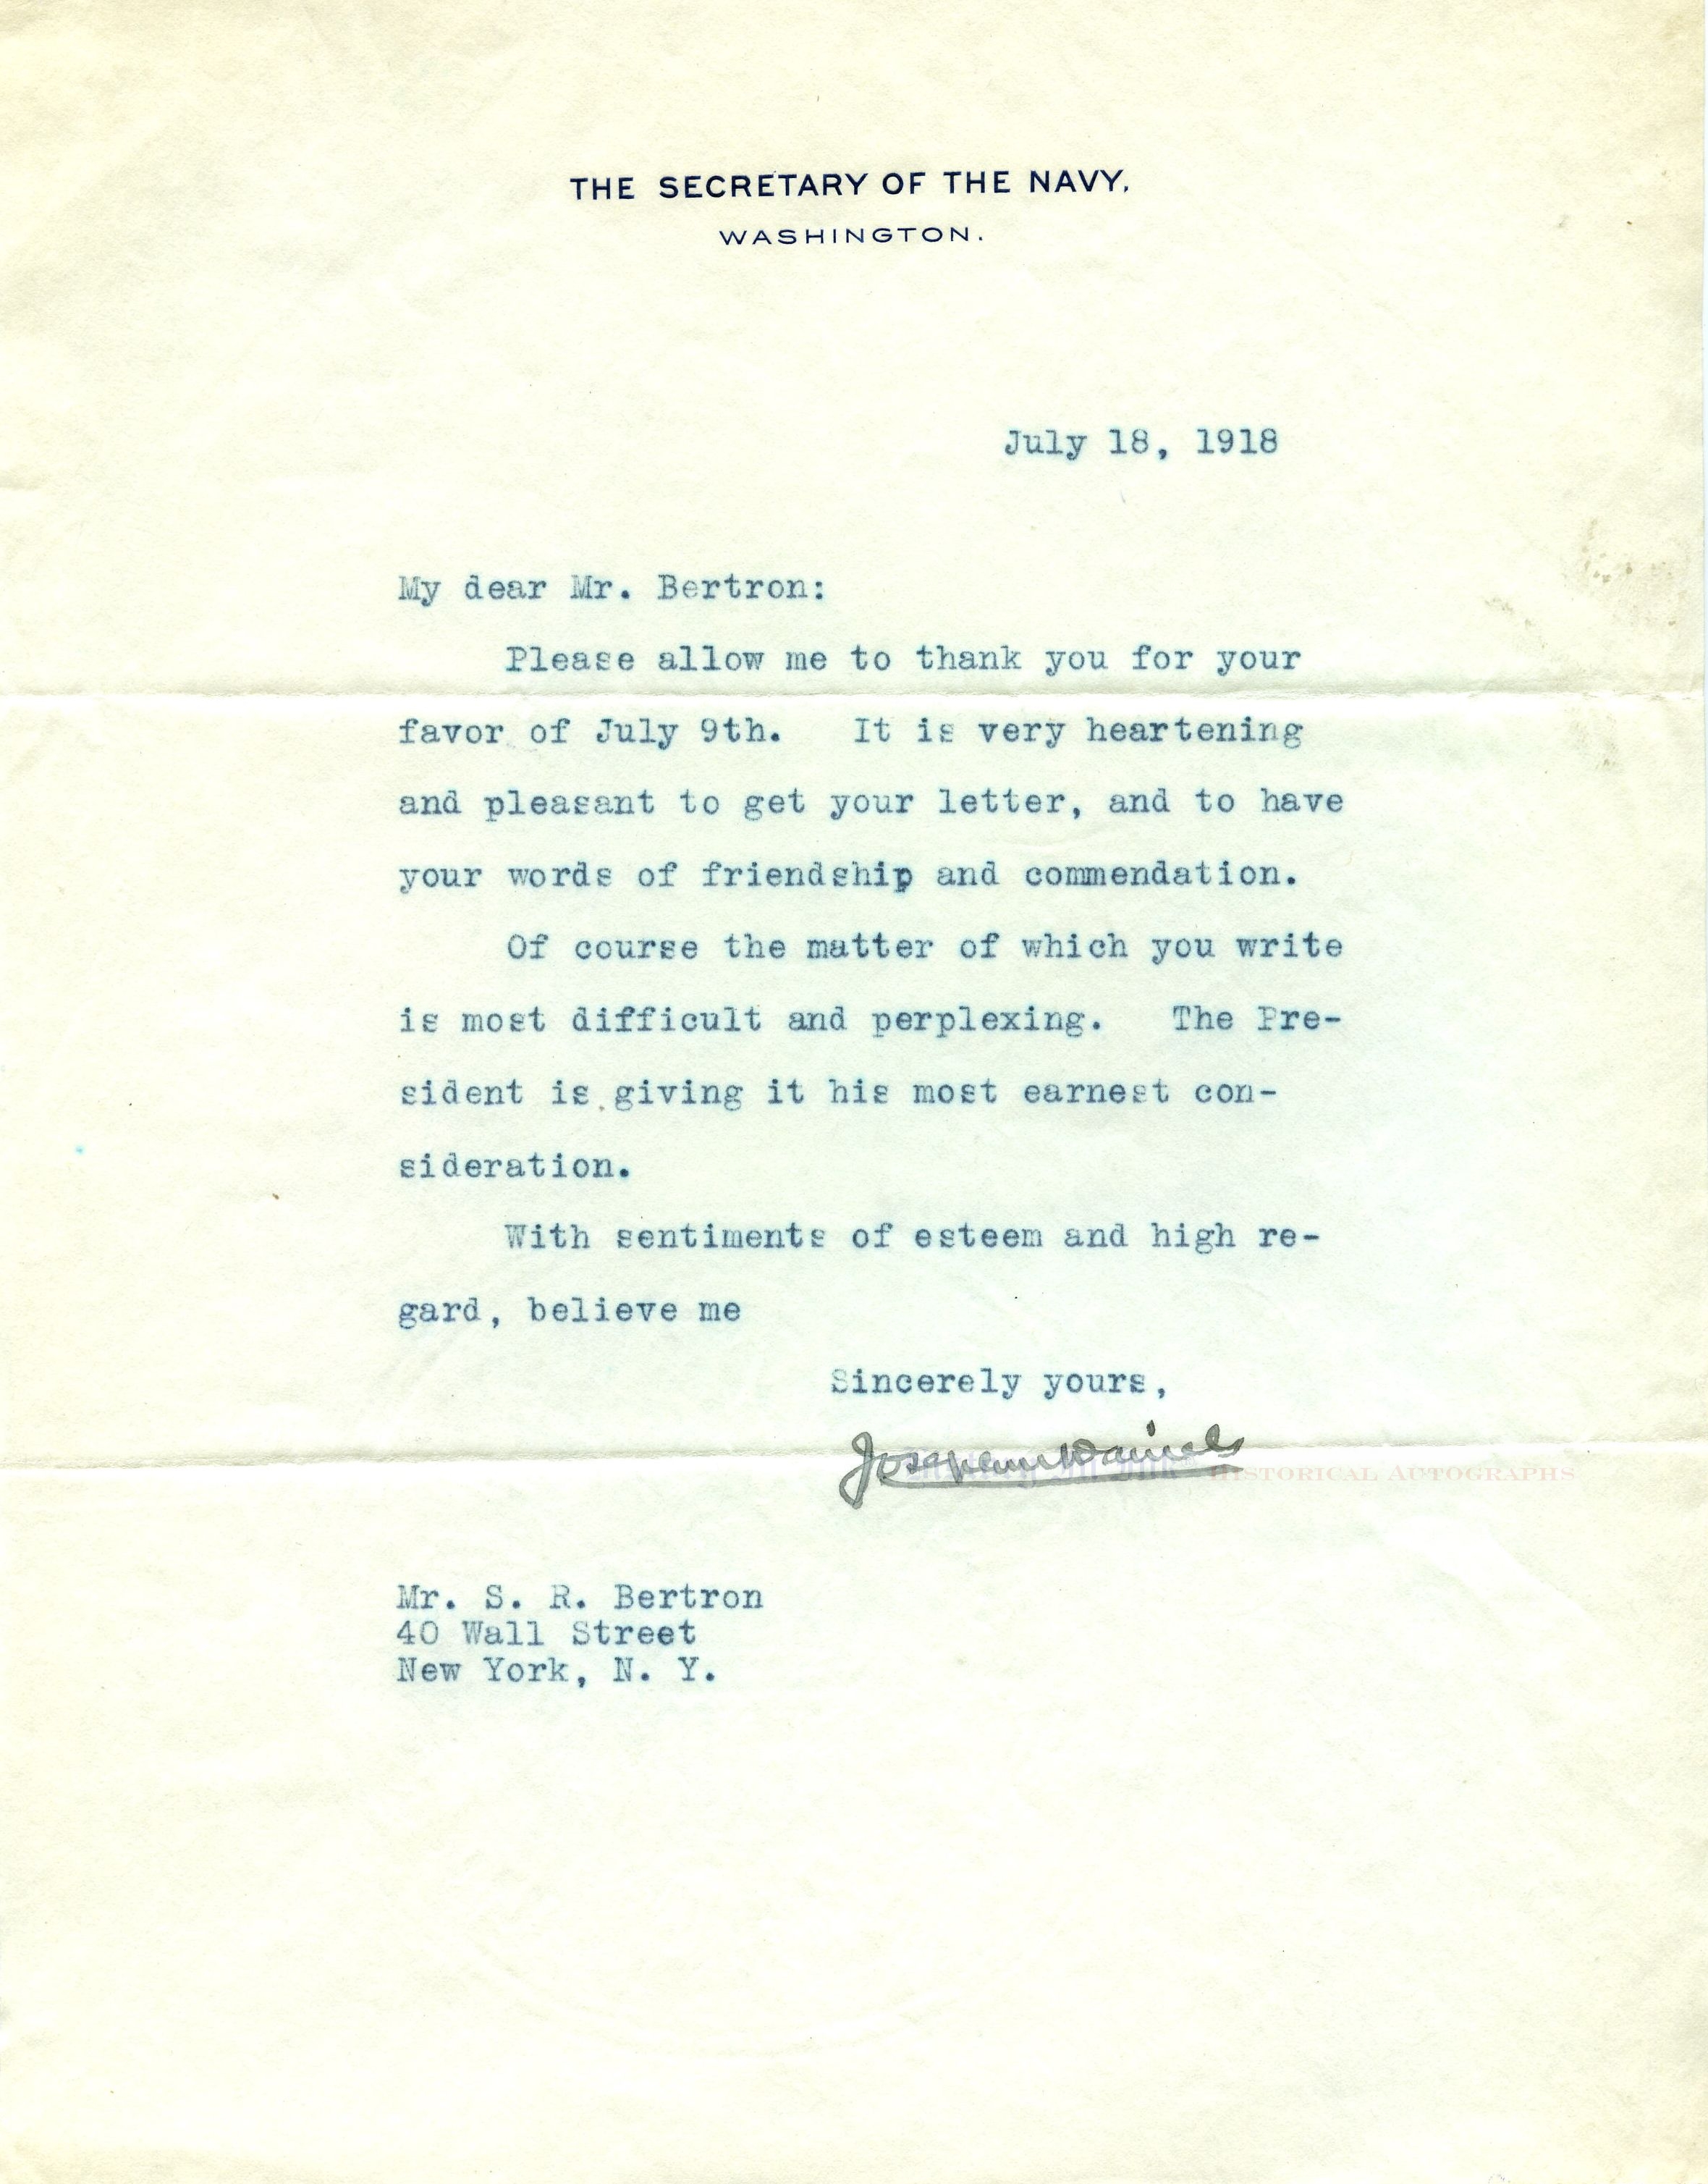 THE SECRETARY OF THE NAVY.
WASHINGTON.
July 18, 1918
My dear Mr. Bertron:
Please allow me to thank you for your
favor of July 9th. It is very heartening
and pleasant to get your letter, and to have
your words of friendship and commendation.
Of course the matter of which you write
is most difficult and perplexing. The Pre-
sident is giving it his most earnest con-
sideration.
With sentiments of esteem and high re-
gard, believe me
Sincerely yours,
Josephus Daniels
HISTORICAL AUTOGRAPHS
Mr. S. R. Bertron
40 Wall Street
New York, N. Y.